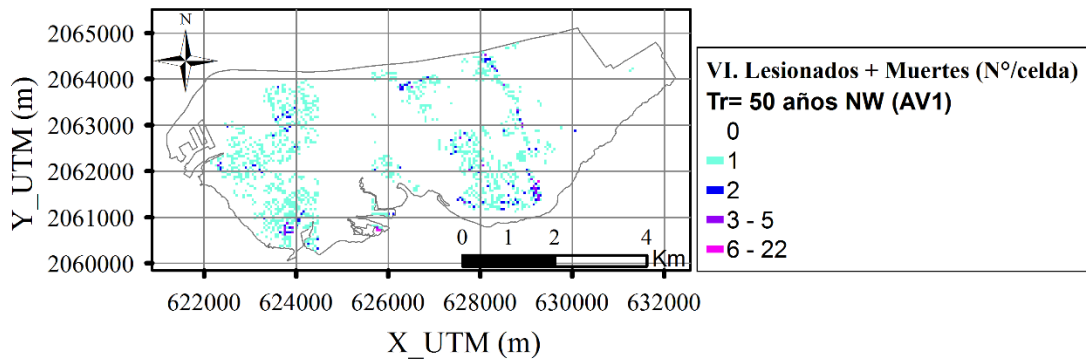 N
2065000
2064000
2063000
2062000
2061000
2060000
Y_UTM (m)
0 1 2 4
Km
622000 624000 626000 628000 630000 632000
X_UTM (m)
VI. Lesionados + Muertes (N°/celda)
Tr= 50 años NW (AV1)
0
1
2
3 - 5
6 - 22